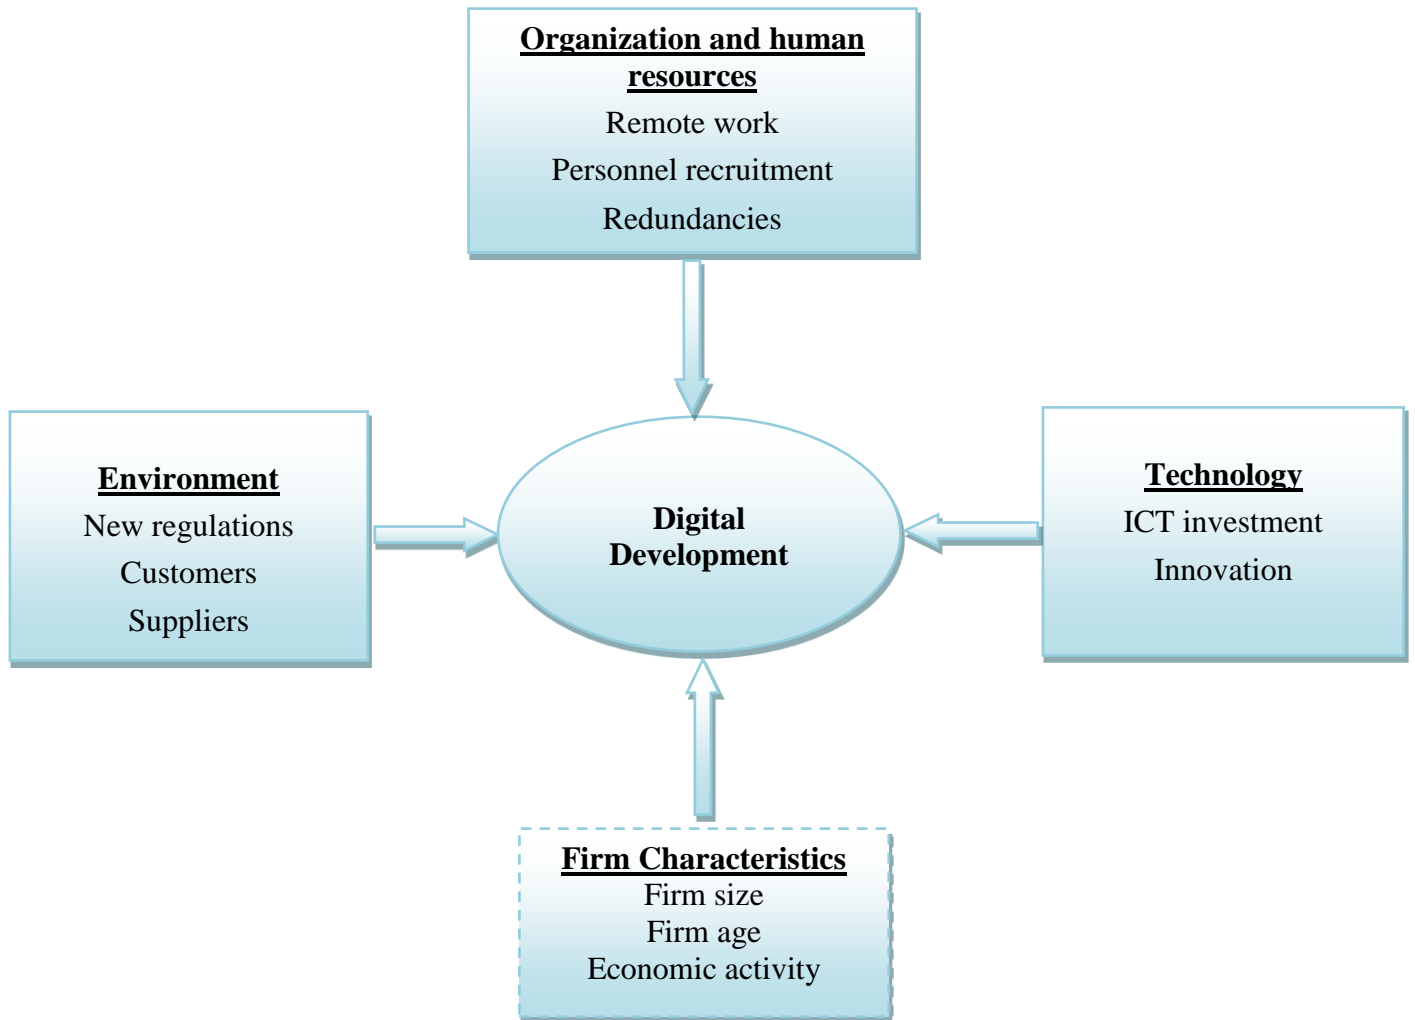 Organization and human
resources
Remote work
Personnel recruitment
Redundancies
Environment
New regulations
Customers
Suppliers
Digital
Development
Technology
ICT investment
Innovation
Firm Characteristics
Firm size
Firm age
Economic activity